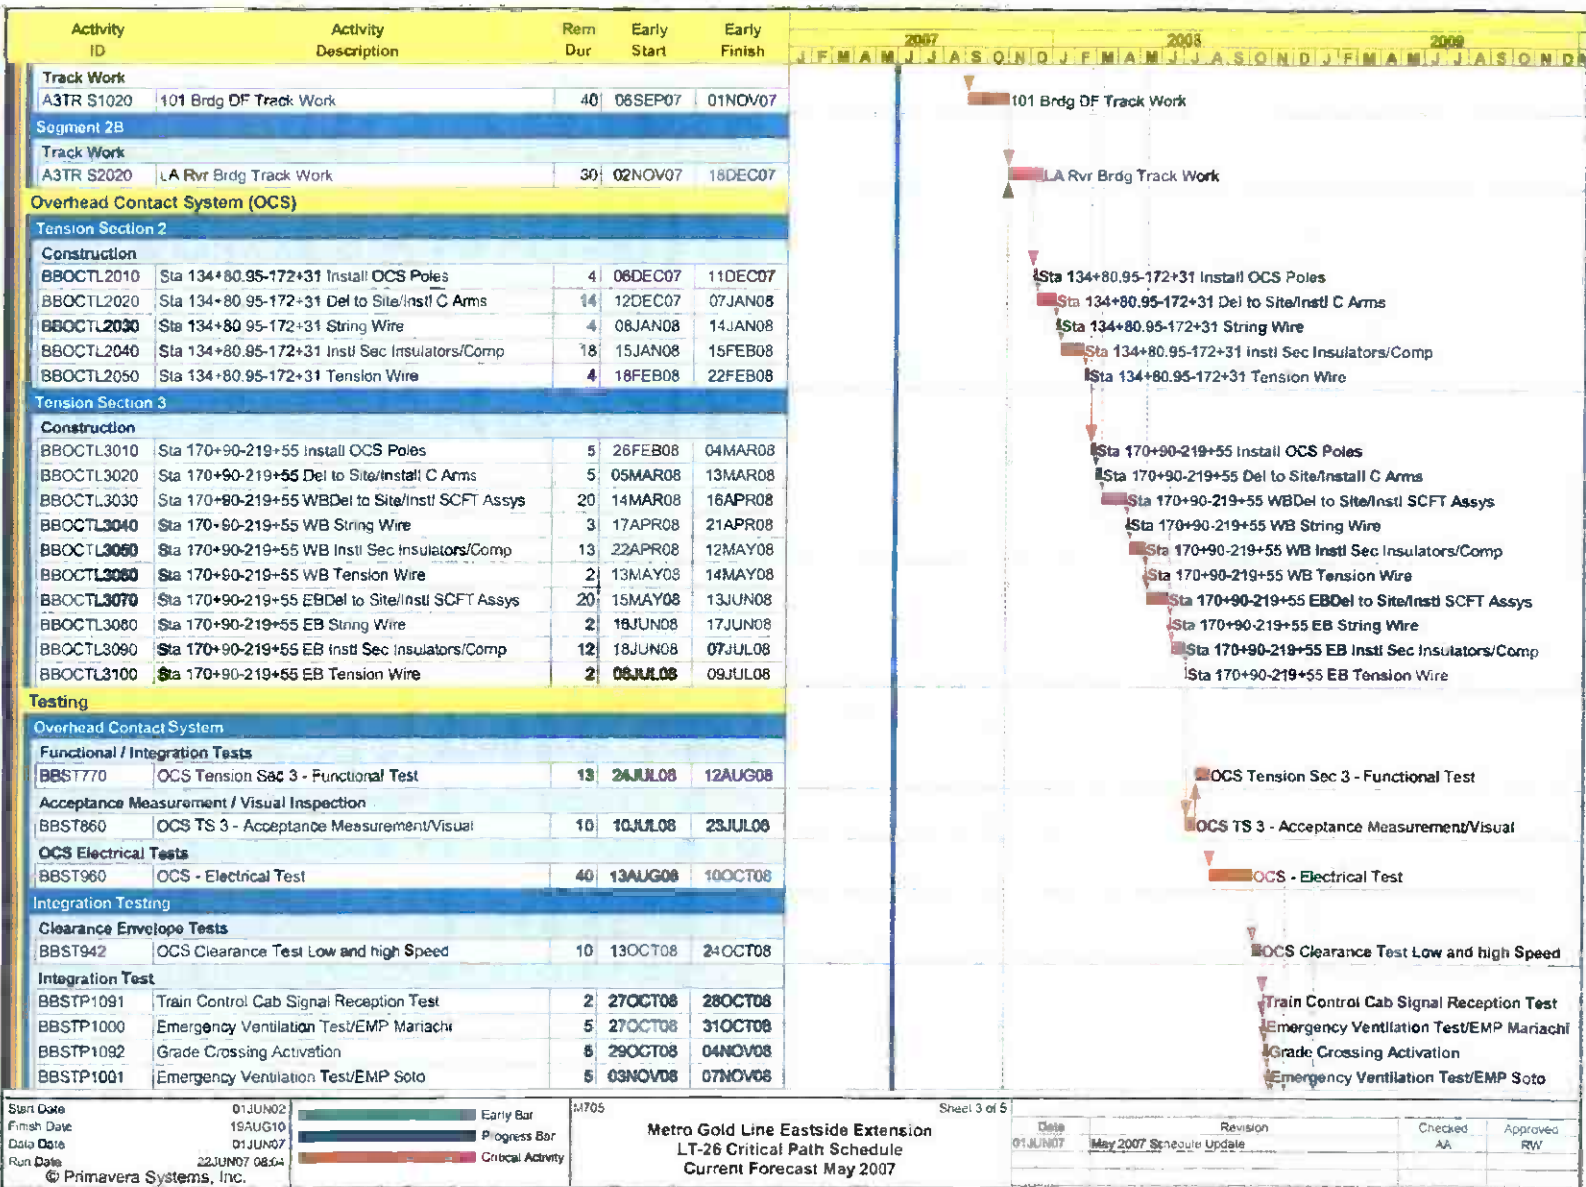 Activity ID Activity Description Rem Dur Early Start Early Finish
2007 2008 2009
J F M A M J J A S O N D J F M A M J J A S O N D J F M A M J J A S O N D
Track Work
A3TR S1020 101 Brdg DF Track Work 40 06SEP07 01NOV07 101 Brdg DF Track Work
Segment 2B
Track Work
A3TR S2020 LA Rvr Brdg Track Work 30 02NOV07 18DEC07 LA Rvr Brdg Track Work
Overhead Contact System (OCS)
Tension Section 2
Construction
BBOCTL2010 Sta 134+80.95-172+31 Install OCS Poles 4 06DEC07 11DEC07 Sta 134+80.95-172+31 Install OCS Poles
BBOCTL2020 Sta 134+80.95-172+31 Del to Site/Instl C Arms 14 12DEC07 07JAN08 Sta 134+80.95-172+31 Del to Site/Instl C Arms
BBOCTL2030 Sta 134+80.95-172+31 String Wire 4 08JAN08 14JAN08 Sta 134+80.95-172+31 String Wire
BBOCTL2040 Sta 134+80.95-172+31 Instl Sec Insulators/Comp 18 15JAN08 15FEB08 Sta 134+80.95-172+31 Instl Sec Insulators/Comp
BBOCTL2050 Sta 134+80.95-172+31 Tension Wire 4 18FEB08 22FEB08 Sta 134+80.95-172+31 Tension Wire
Tension Section 3
Construction
BBOCTL3010 Sta 170+90-219+55 Install OCS Poles 5 26FEB08 04MAR08 Sta 170+90-219+55 Install OCS Poles
BBOCTL3020 Sta 170+90-219+55 Del to Site/Install C Arms 5 05MAR08 13MAR08 Sta 170+90-219+55 Del to Site/Install C Arms
BBOCTL3030 Sta 170+90-219+55 WBDel to Site/Instl SCFT Assys 20 14MAR08 16APR08 Sta 170+90-219+55 WBDel to Site/Instl SCFT Assys
BBOCTL3040 Sta 170+90-219+55 WB String Wire 3 17APR08 21APR08 Sta 170+90-219+55 WB String Wire
BBOCTL3050 Sta 170+90-219+55 WB Instl Sec Insulators/Comp 13 22APR08 12MAY08 Sta 170+90-219+55 WB Instl Sec Insulators/Comp
BBOCTL3060 Sta 170+90-219+55 WB Tension Wire 2 13MAY08 14MAY08 Sta 170+90-219+55 WB Tension Wire
BBOCTL3070 Sta 170+90-219+55 EBDel to Site/Instl SCFT Assys 20 15MAY08 13JUN08 Sta 170+90-219+55 EBDel to Site/Instl SCFT Assys
BBOCTL3080 Sta 170+90-219+55 EB String Wire 2 16JUN08 17JUN08 Sta 170+90-219+55 EB String Wire
BBOCTL3090 Sta 170+90-219+55 EB Instl Sec Insulators/Comp 12 18JUN08 07JUL08 Sta 170+90-219+55 EB Instl Sec Insulators/Comp
BBOCTL3100 Sta 170+90-219+55 EB Tension Wire 2 08JUL08 09JUL08 Sta 170+90-219+55 EB Tension Wire
Testing
Overhead Contact System
Functional / Integration Tests
BBST770 OCS Tension Sec 3 - Functional Test 13 24JUL08 12AUG08 OCS Tension Sec 3 - Functional Test
Acceptance Measurement / Visual Inspection
BBST860 OCS TS 3 - Acceptance Measurement/Visual 10 10JUL08 23JUL08 OCS TS 3 - Acceptance Measurement/Visual
OCS Electrical Tests
BBST960 OCS - Electrical Test 40 13AUG08 10OCT08 OCS - Electrical Test
Integration Testing
Clearance Envelope Tests
BBST942 OCS Clearance Test Low and high Speed 10 13OCT08 24OCT08 OCS Clearance Test Low and high Speed
Integration Test
BBSTP1091 Train Control Cab Signal Reception Test 2 27OCT08 28OCT08 Train Control Cab Signal Reception Test
BBSTP1000 Emergency Ventilation Test/EMP Mariachi 5 27OCT08 31OCT08 Emergency Ventilation Test/EMP Mariachi
BBSTP1092 Grade Crossing Activation 5 29OCT08 04NOV08 Grade Crossing Activation
BBSTP1001 Emergency Ventilation Test/EMP Soto 5 03NOV08 07NOV08 Emergency Ventilation Test/EMP Soto
Start Date 01JUN02
Finish Date 19AUG10
Data Date 01JUN07
Run Date 22JUN07 08:04
© Primavera Systems, Inc.
Early Bar
Progress Bar
Critical Activity
M705 Sheet 3 of 5
Metro Gold Line Eastside Extension
LT-26 Critical Path Schedule
Current Forecast May 2007
Date Revision Checked Approved
01JUN07 May 2007 Schedule Update AA RW